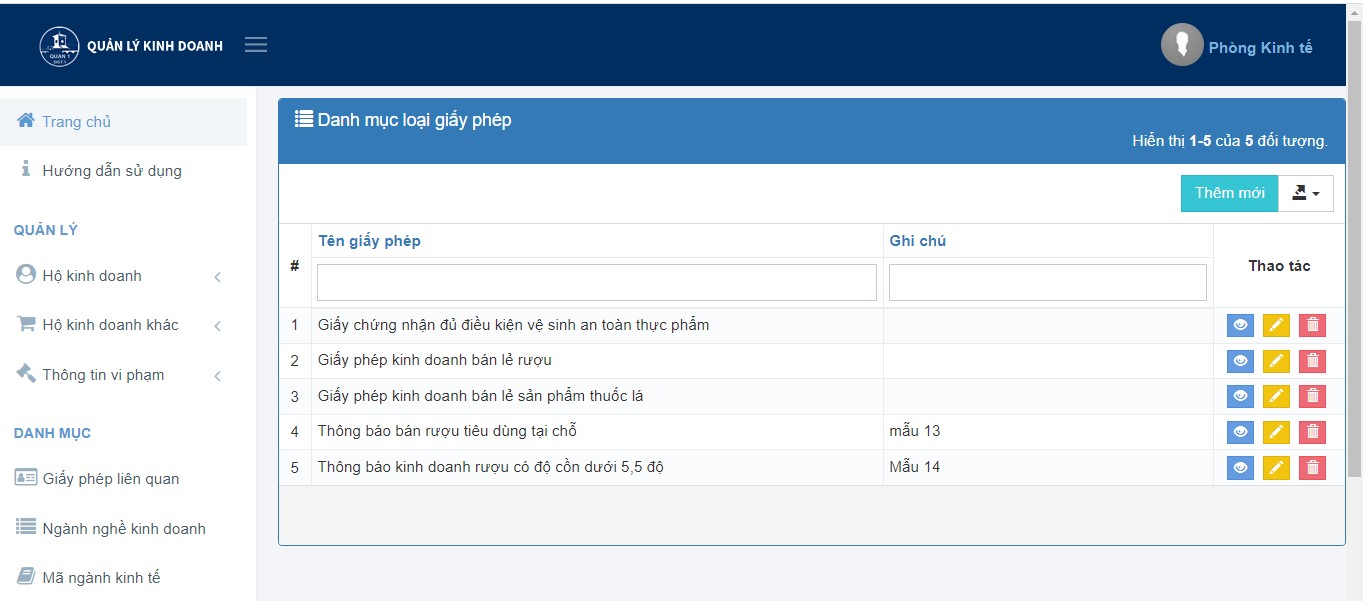 QUẢN LÝ KINH DOANH
Phòng Kinh tế
Trang chủ
Hướng dẫn sử dụng
QUẢN LÝ
Hộ kinh doanh
Hộ kinh doanh khác
Thông tin vi phạm
DANH MỤC
Giấy phép liên quan
Ngành nghề kinh doanh
Mã ngành kinh tế
Danh mục loại giấy phép
Hiển thị 1-5 của 5 đối tượng.
Thêm mới
# Tên giấy phép Ghi chú Thao tác
1 Giấy chứng nhận đủ điều kiện vệ sinh an toàn thực phẩm
2 Giấy phép kinh doanh bán lẻ rượu
3 Giấy phép kinh doanh bán lẻ sản phẩm thuốc lá
4 Thông báo bán rượu tiêu dùng tại chỗ mẫu 13
5 Thông báo kinh doanh rượu có độ cồn dưới 5,5 độ Mẫu 14